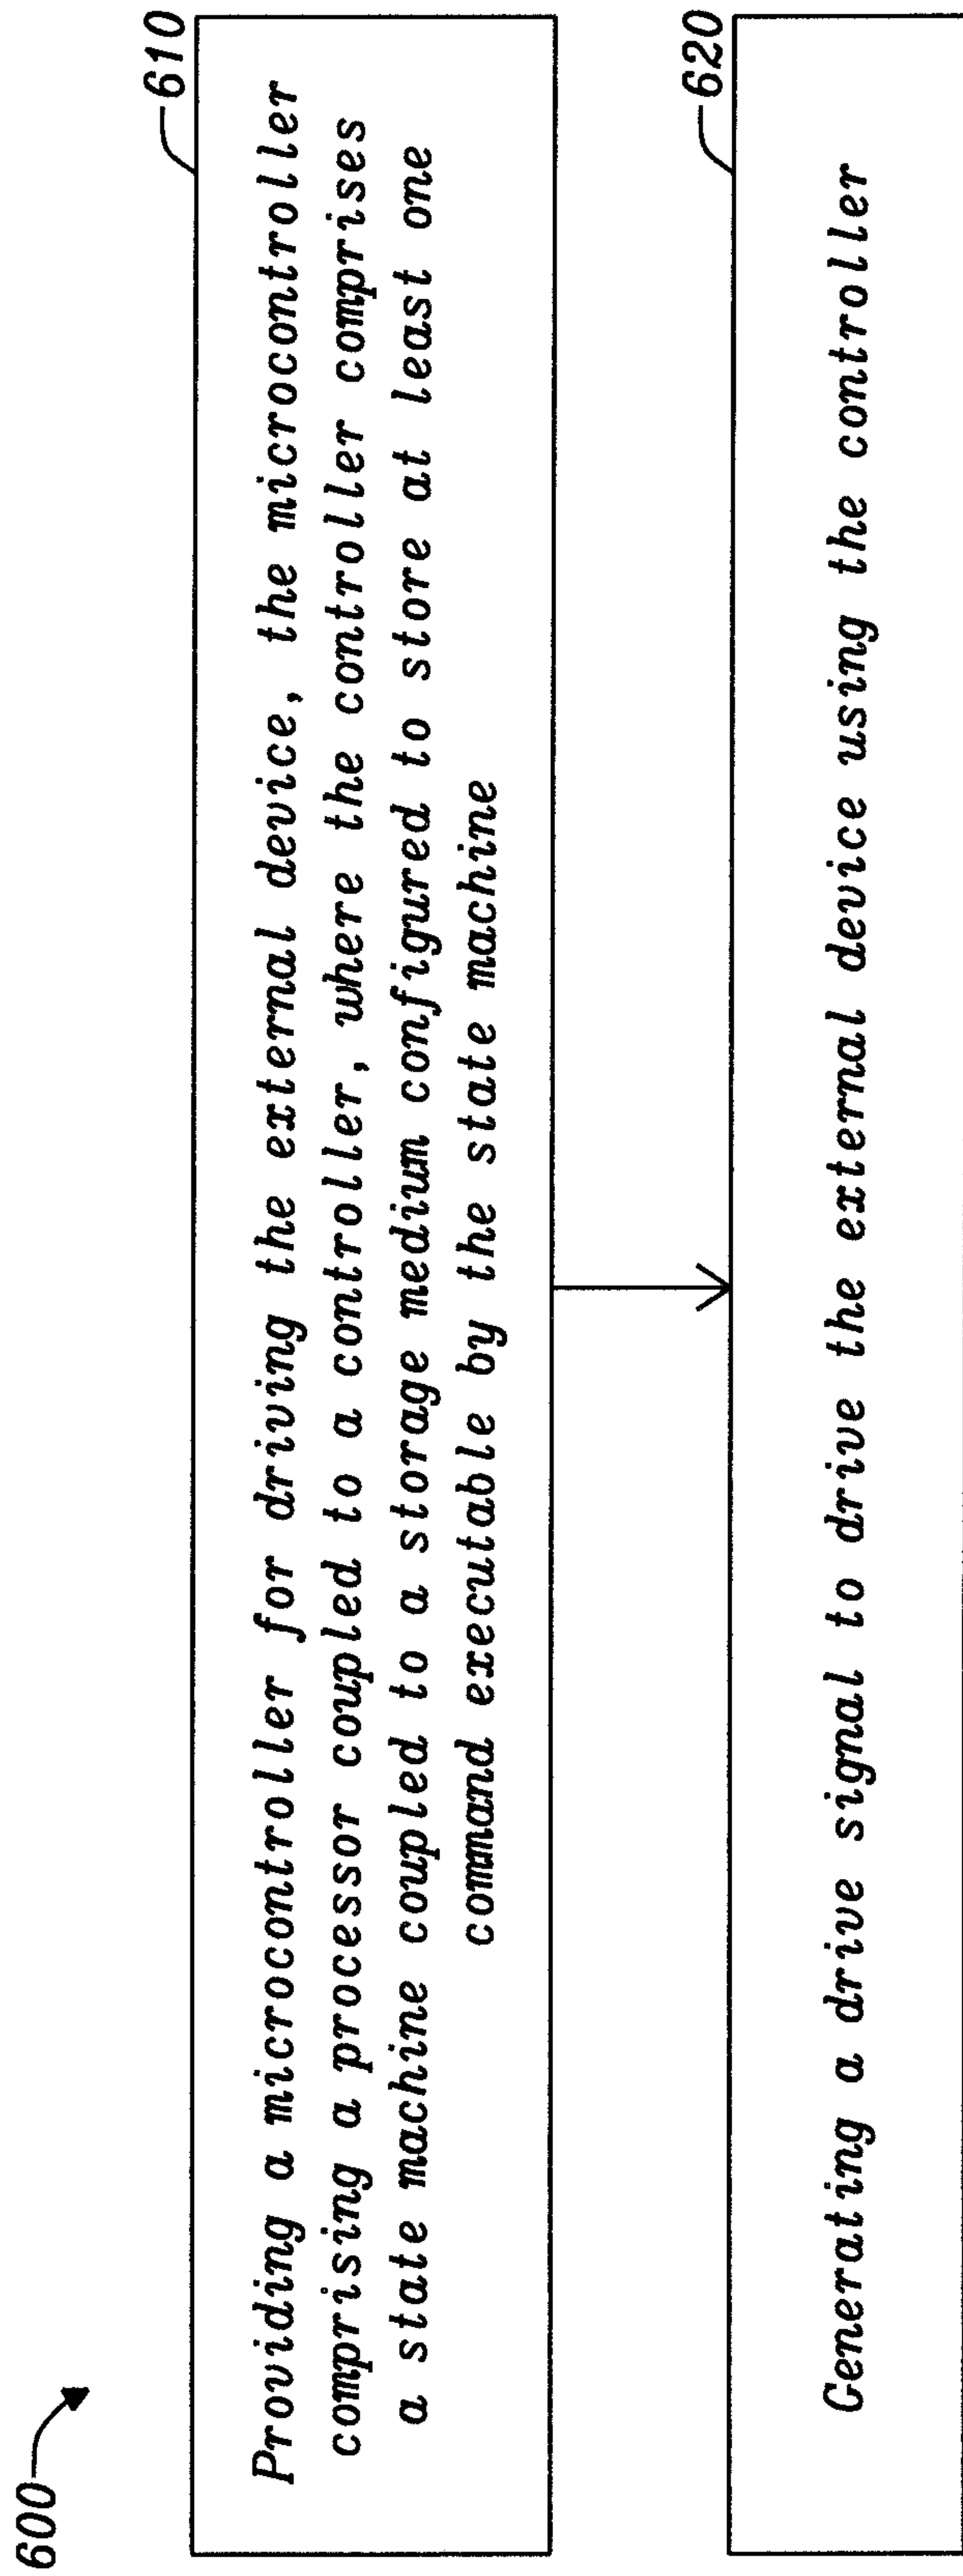 600
610
Providing a microcontroller for driving the external device, the microcontroller
comprising a processor coupled to a controller, where the controller comprises
a state machine coupled to a storage medium configured to store at least one
command executable by the state machine
620
Generating a drive signal to drive the external device using the controller